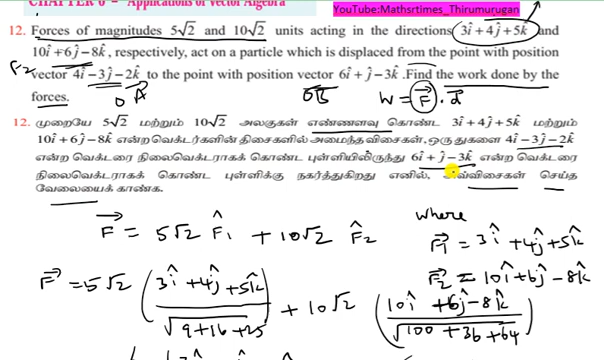 CHAPTER 6 – Applications of Vector Algebra
YouTube:Mathsrtimes_Thirumurugan
12. Forces of magnitudes 5√2 and 10√2 units acting in the directions 3î + 4ĵ + 5k̂ and
10î + 6ĵ − 8k̂, respectively, act on a particle which is displaced from the point with position
F₂
vector 4î − 3ĵ − 2k̂ to the point with position vector 6î + ĵ − 3k̂. Find the work done by the
forces.
OA⃗ OB⃗ W = F⃗ . d⃗
12. முறையே 5√2 மற்றும் 10√2 அலகுகள் எண்ணளவு கொண்ட 3î + 4ĵ + 5k̂ மற்றும்
10î + 6ĵ − 8k̂ என்ற வெக்டர்களின் திசைகளில் அமைந்த விசைகள், ஒரு துகளை 4î − 3ĵ − 2k̂
என்ற வெக்டரை நிலைவெக்டராகக் கொண்ட புள்ளியிலிருந்து 6î + ĵ − 3k̂ என்ற வெக்டரை
நிலைவெக்டராகக் கொண்ட புள்ளிக்கு நகர்த்துகிறது எனில், அவ்விசைகள் செய்த
வேலையைக் காண்க.
F⃗ = 5√2 F̂₁ + 10√2 F̂₂
where
F⃗₁ = 3î + 4ĵ + 5k̂
F⃗₂ = 10î + 6ĵ − 8k̂
F⃗ = 5√2 (3î + 4ĵ + 5k̂ / √9+16+25) + 10√2 (10î + 6ĵ − 8k̂ / √100+36+64)